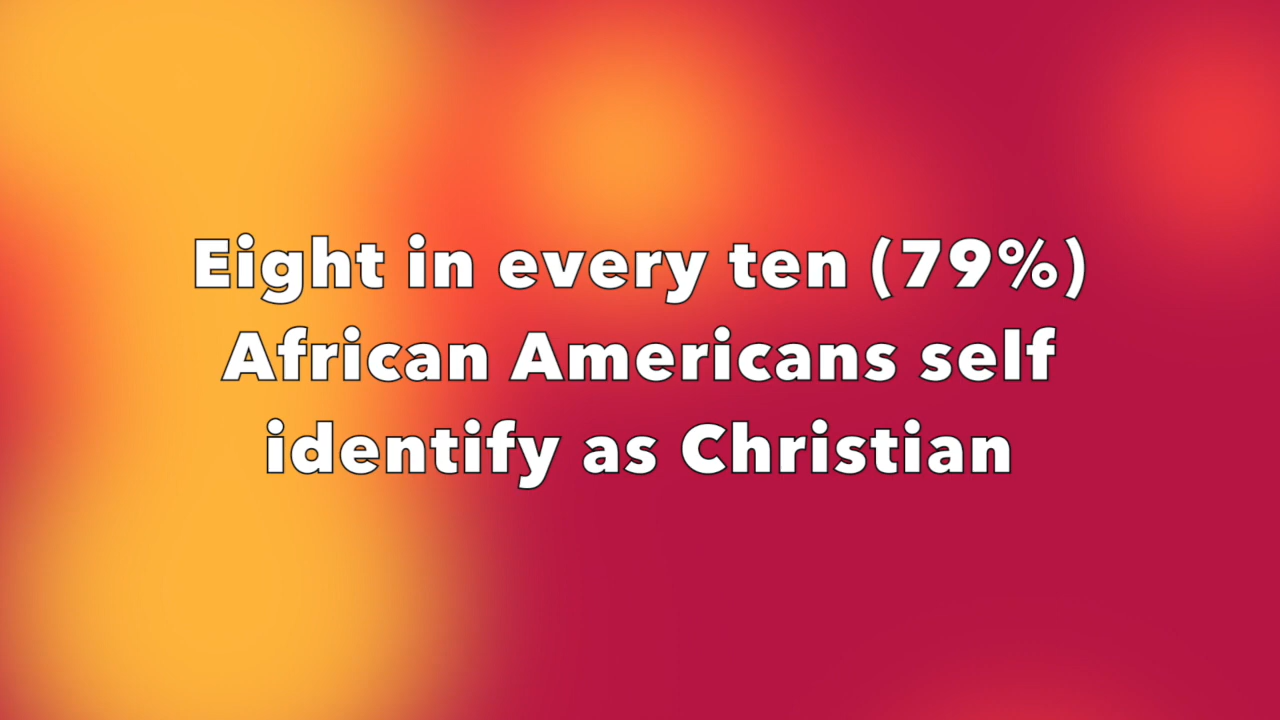 Eight in every ten (79%)
African Americans self
identify as Christian